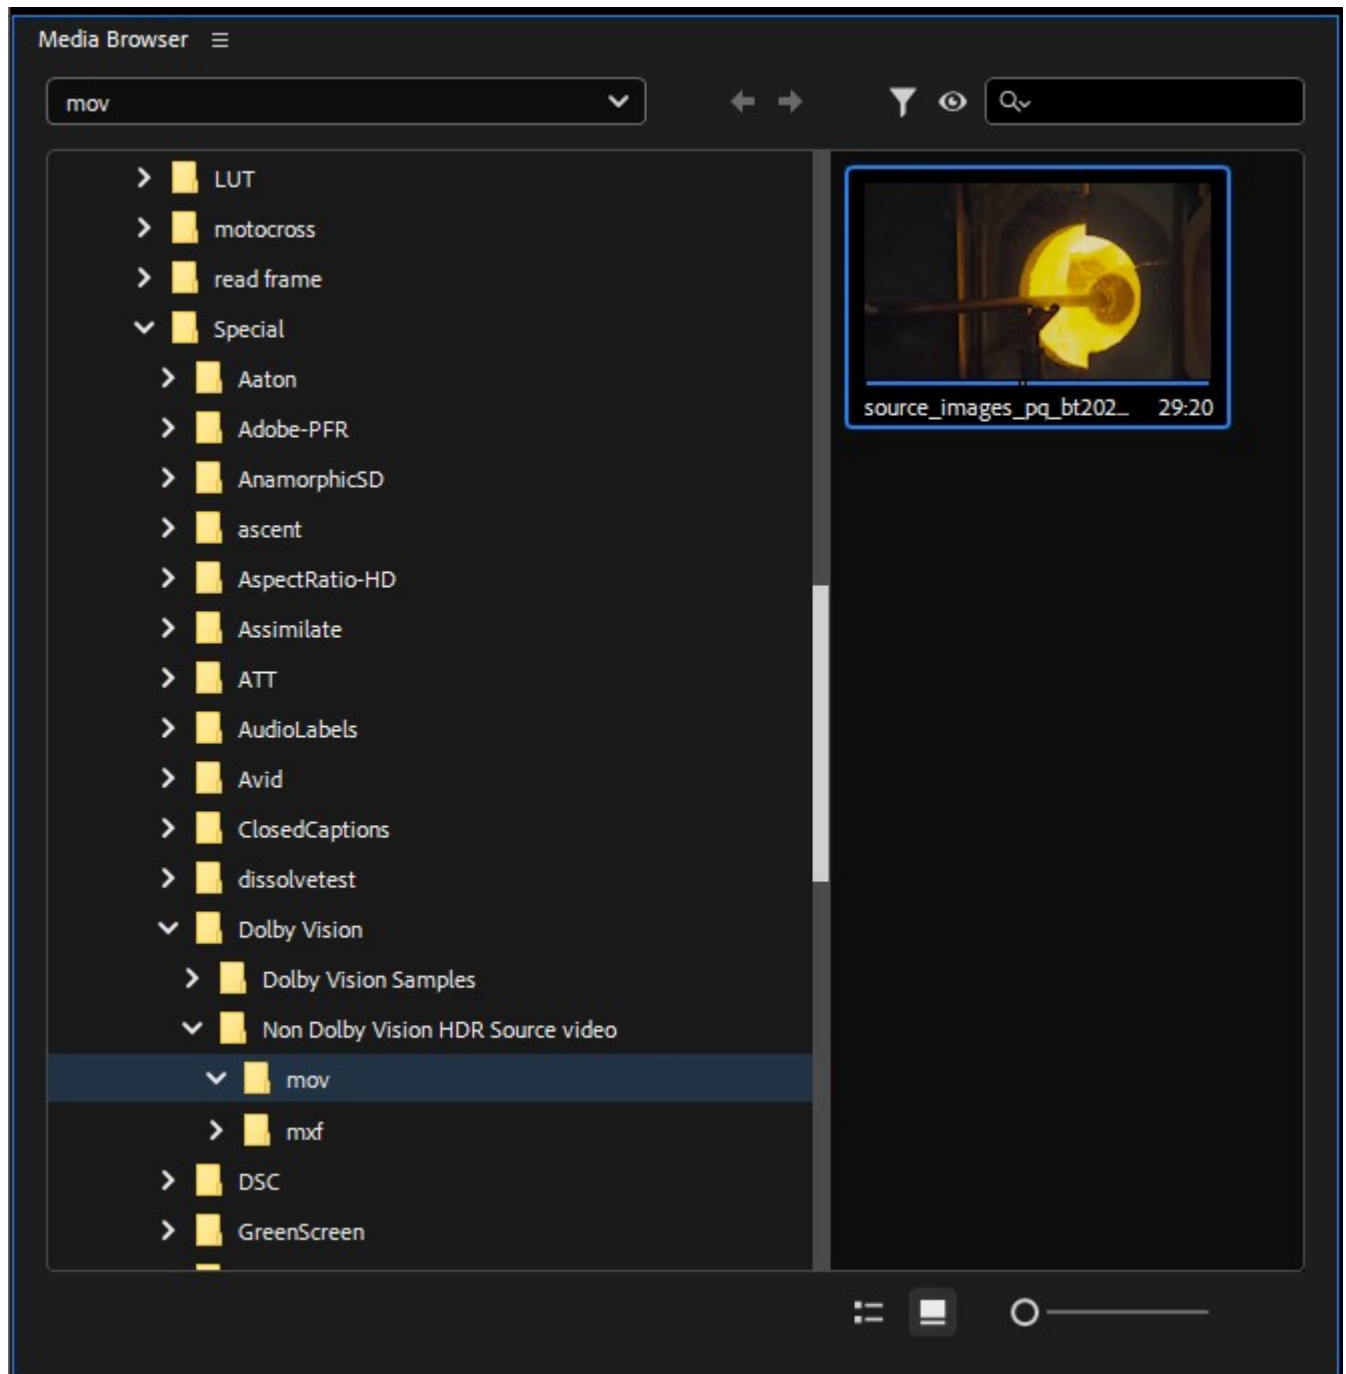 Media Browser
mov
LUT
motocross
read frame
Special
Aaton
Adobe-PFR
AnamorphicSD
ascent
AspectRatio-HD
Assimilate
ATT
AudioLabels
Avid
ClosedCaptions
dissolvetest
Dolby Vision
Dolby Vision Samples
Non Dolby Vision HDR Source video
mov
mxf
DSC
GreenScreen
source_images_pq_bt202... 29:20